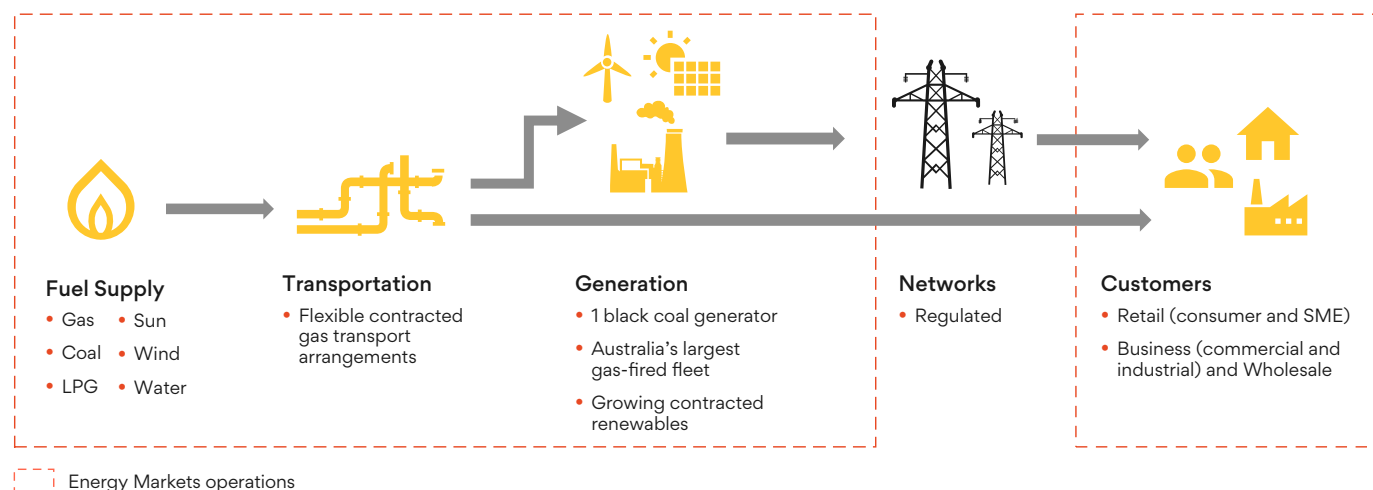 Fuel Supply
• Gas
• Coal
• LPG
• Sun
• Wind
• Water
Transportation
• Flexible contracted
gas transport
arrangements
Generation
• 1 black coal generator
• Australia’s largest
gas-fired fleet
• Growing contracted
renewables
Networks
• Regulated
Customers
• Retail (consumer and SME)
• Business (commercial and
industrial) and Wholesale
Energy Markets operations